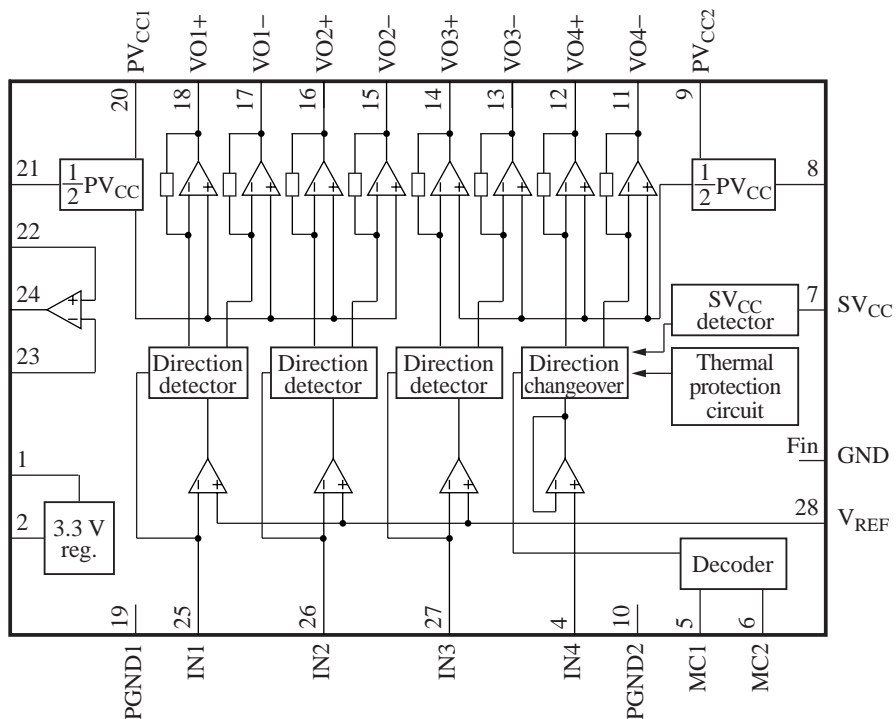 PVCC1
VO1+
VO1−
VO2+
VO2−
VO3+
VO3−
VO4+
VO4−
PVCC2
20
18
17
16
15
14
13
12
11
9
21
1/2 PVCC
1/2 PVCC
8
22
24
23
+
−
− +
− +
− +
− +
− +
− +
− +
− +
SVCC
detector
7
SVCC
Direction
detector
Direction
detector
Direction
detector
Direction
changeover
Thermal
protection
circuit
Fin
GND
− +
− +
− +
− +
1
2
3.3 V
reg.
28
VREF
Decoder
19
25
26
27
4
10
5
6
PGND1
IN1
IN2
IN3
IN4
PGND2
MC1
MC2